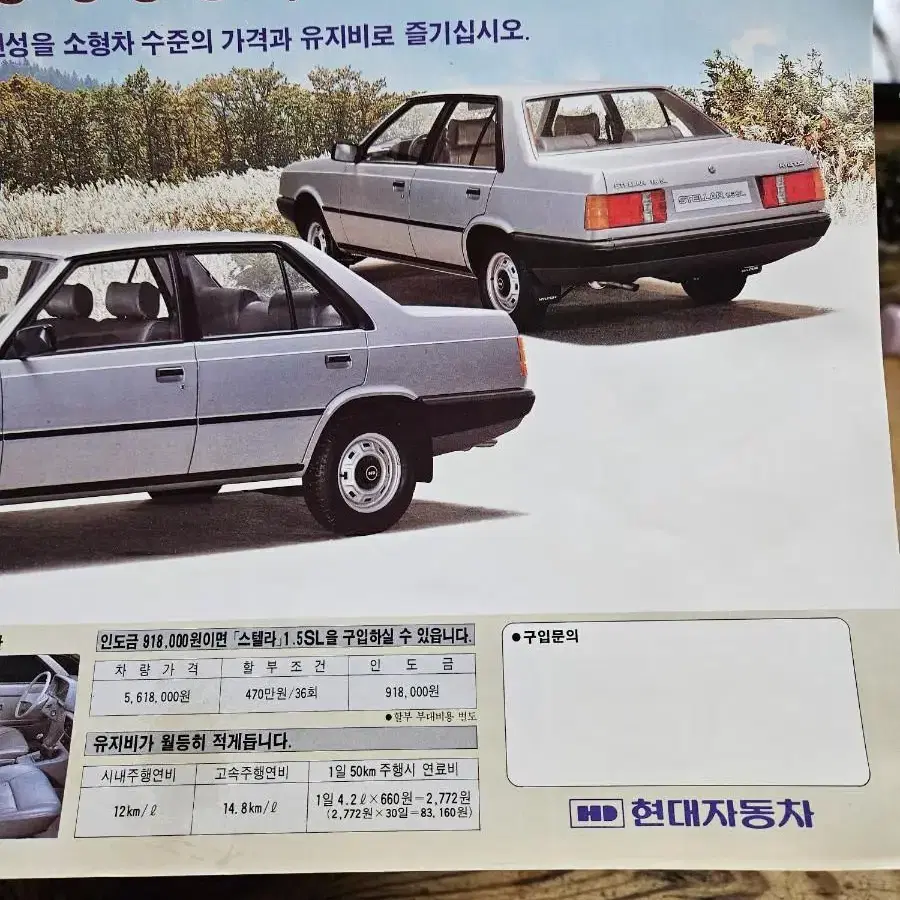 을 소형차 수준의 가격과 유지비로 즐기십시오.
STELLAR 1.5 SL
STELLAR 1.5SL
인도금 918,000원이면 「스텔라」1.5SL을 구입하실 수 있읍니다.
차 량 가 격 할 부 조 건 인 도 금
5,618,000원 470만원/36회 918,000원
●할부 부대비용 별도
유지비가 월등히 적게듭니다.
시내주행연비 고속주행연비 1일 50km 주행시 연료비
12km/ℓ 14.8km/ℓ 1일 4.2ℓ×660원=2,772원
(2,772원×30일=83,160원)
●구입문의
HD 현대자동차